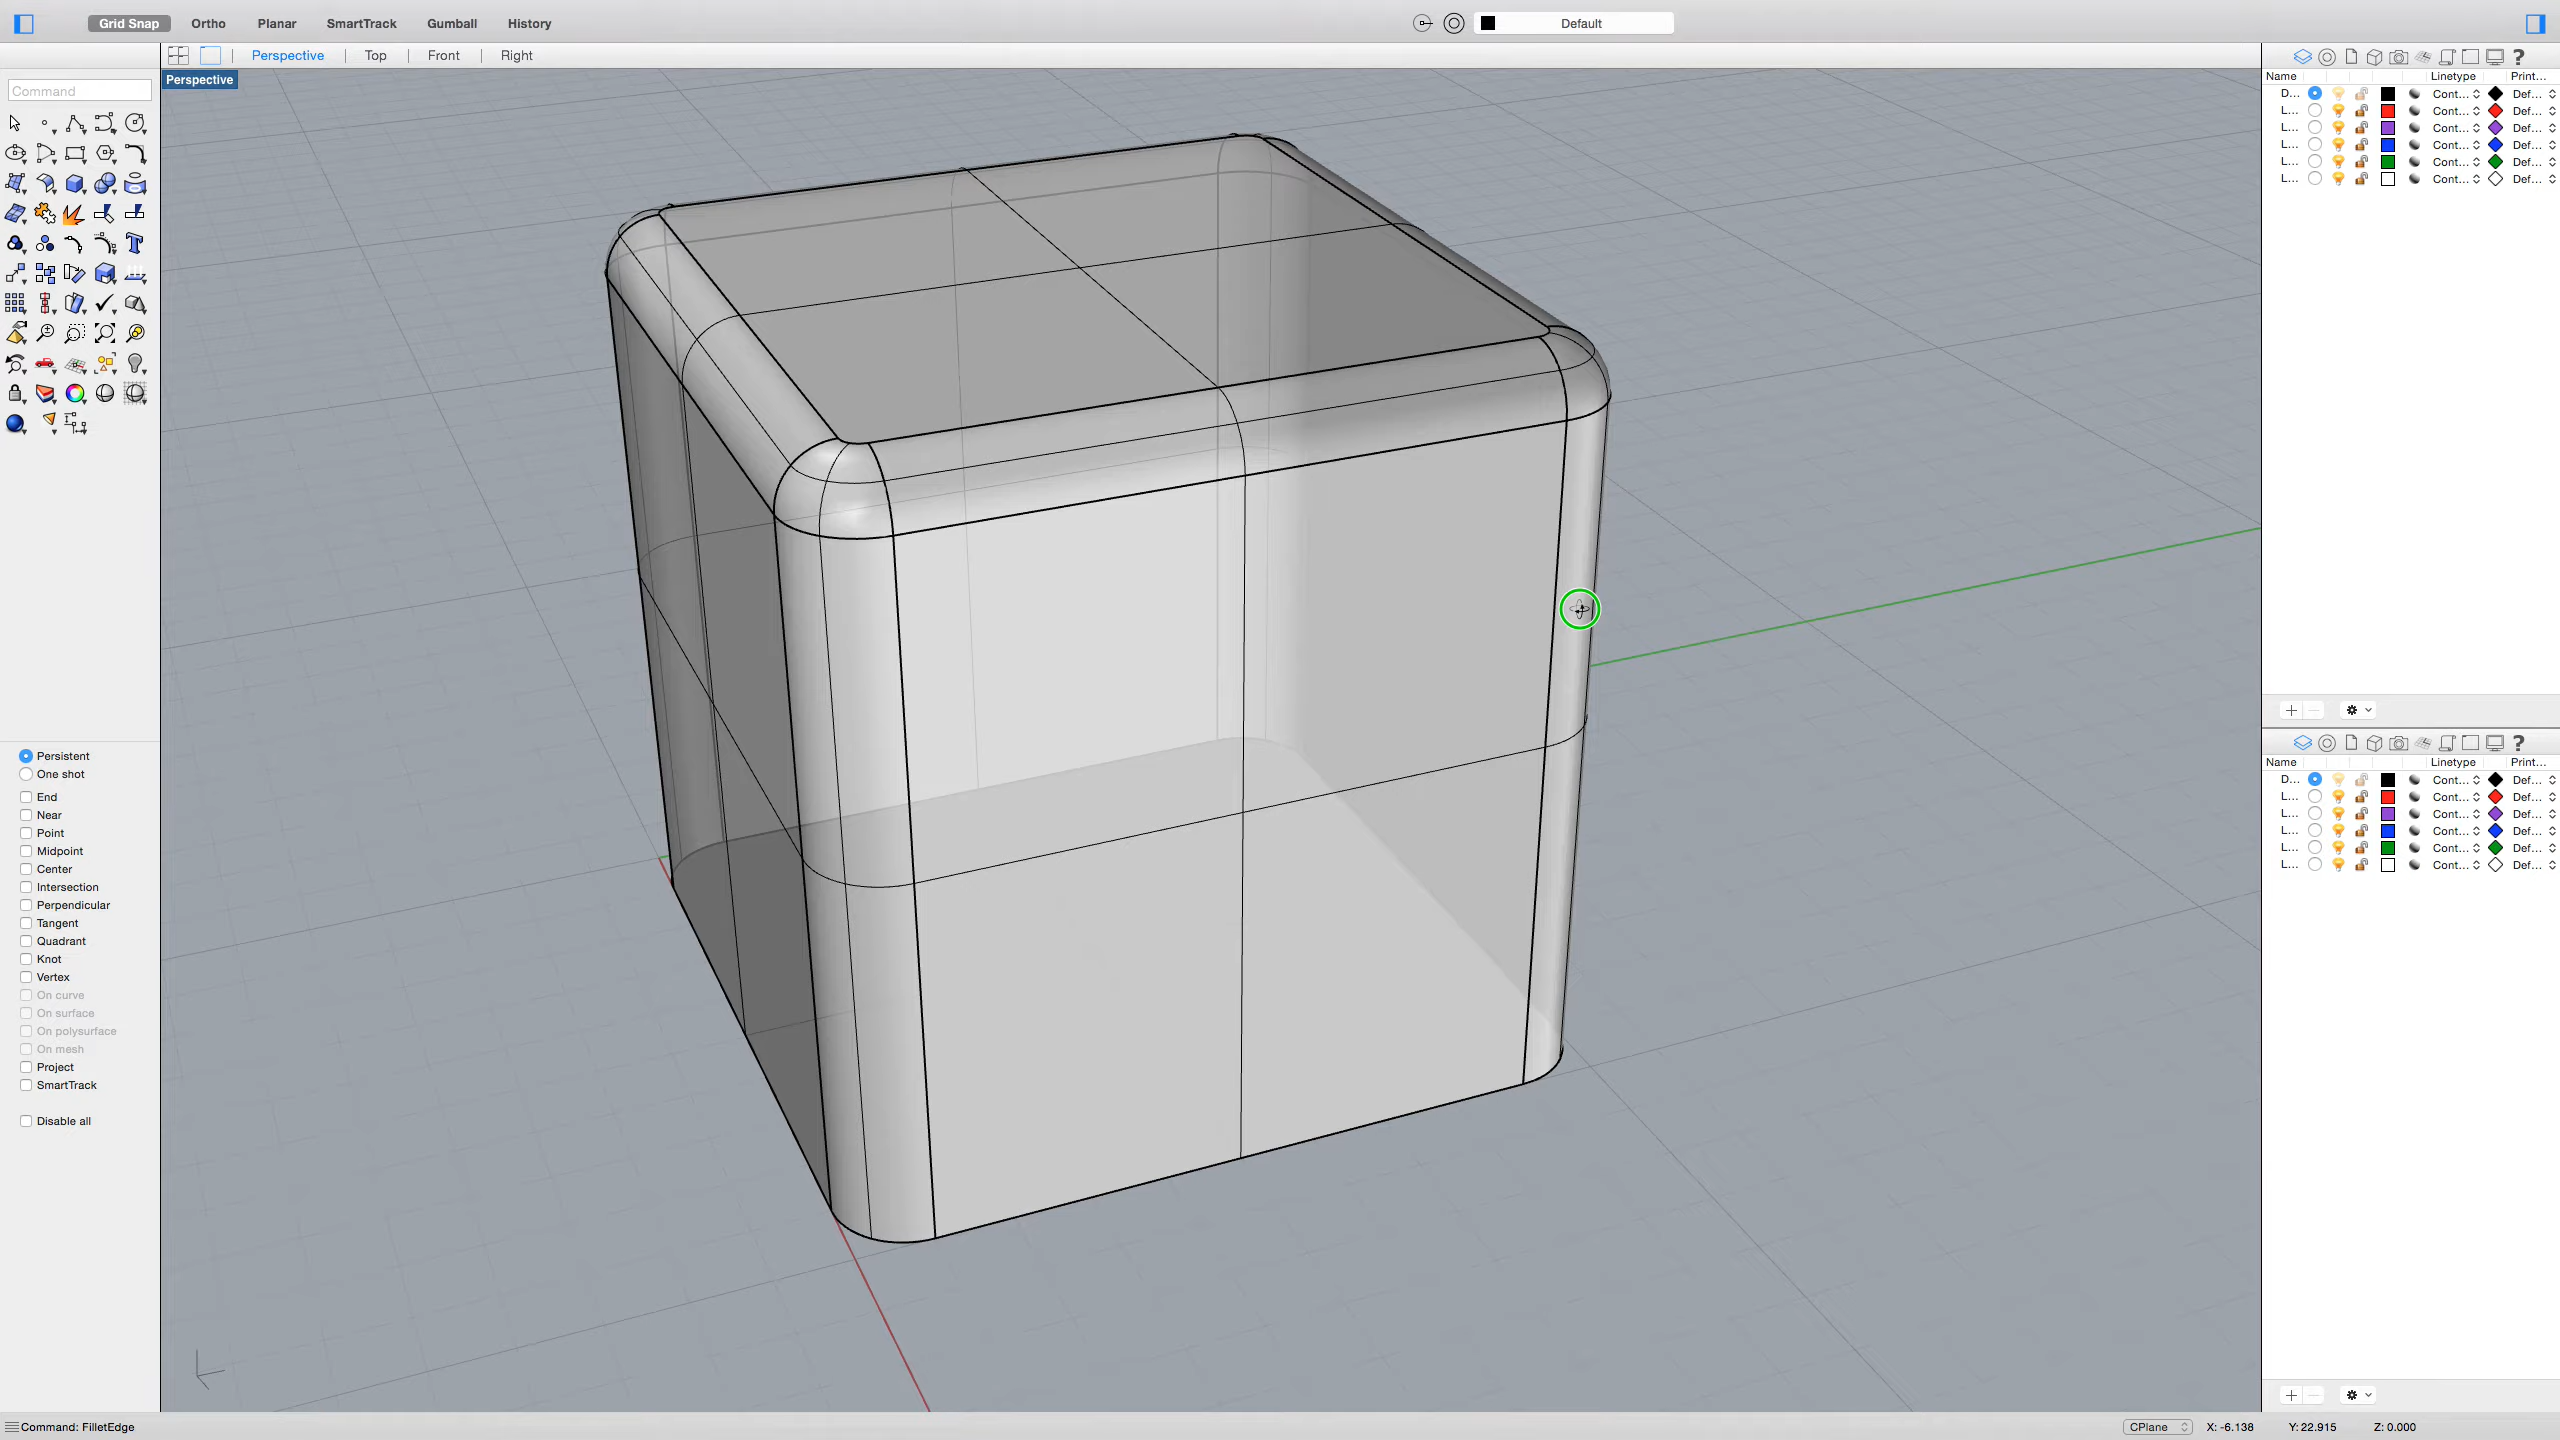 Grid Snap Ortho Planar SmartTrack Gumball History Default
Perspective Top Front Right
Perspective
Command
Persistent
One shot
End
Near
Point
Midpoint
Center
Intersection
Perpendicular
Tangent
Quadrant
Knot
Vertex
On curve
On surface
On polysurface
On mesh
Project
SmartTrack
Disable all
Name Linetype Print...
D... Cont... Def...
L... Cont... Def...
L... Cont... Def...
L... Cont... Def...
L... Cont... Def...
L... Cont... Def...
Name Linetype Print...
D... Cont... Def...
L... Cont... Def...
L... Cont... Def...
L... Cont... Def...
L... Cont... Def...
L... Cont... Def...
Command: FilletEdge CPlane X: -6.138 Y: 22.915 Z: 0.000